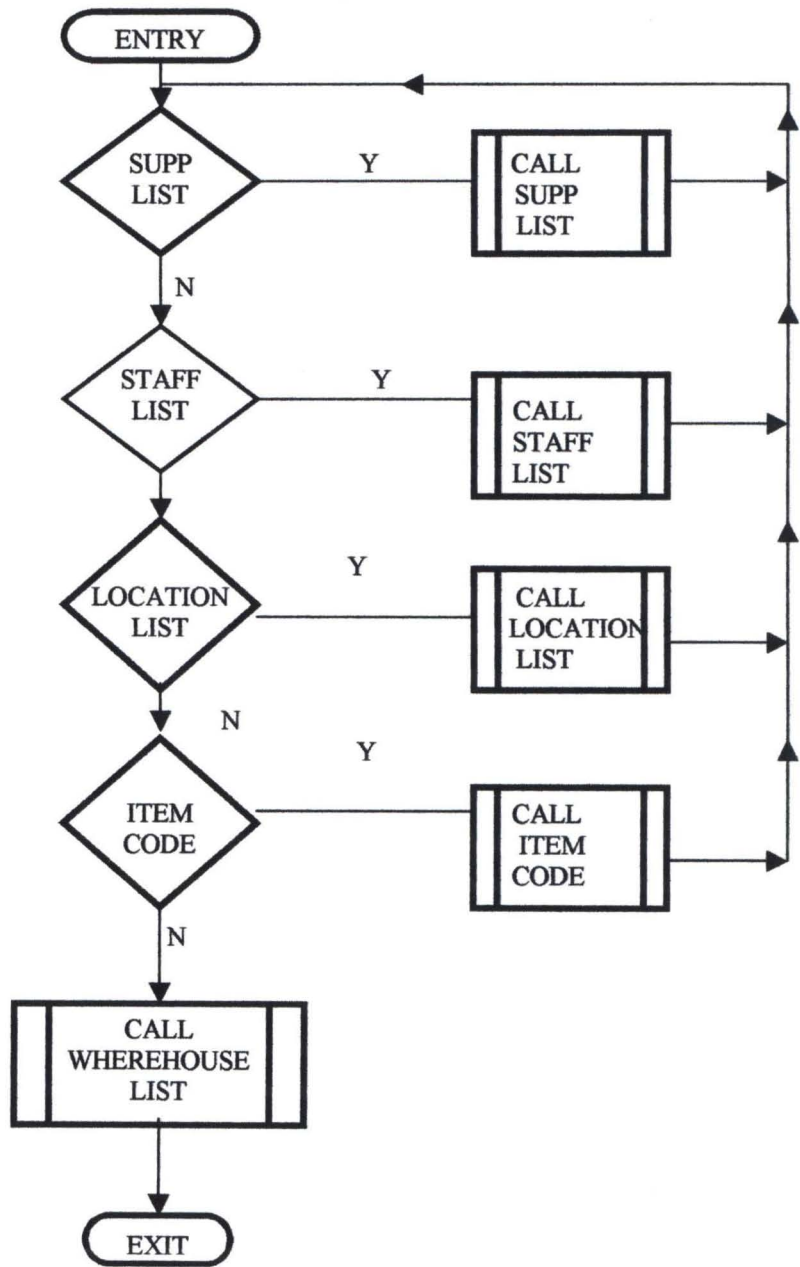 ENTRY
SUPP
LIST
Y
CALL
SUPP
LIST
N
STAFF
LIST
Y
CALL
STAFF
LIST
LOCATION
LIST
Y
CALL
LOCATION
LIST
N
ITEM
CODE
Y
CALL
ITEM
CODE
N
CALL
WHEREHOUSE
LIST
EXIT